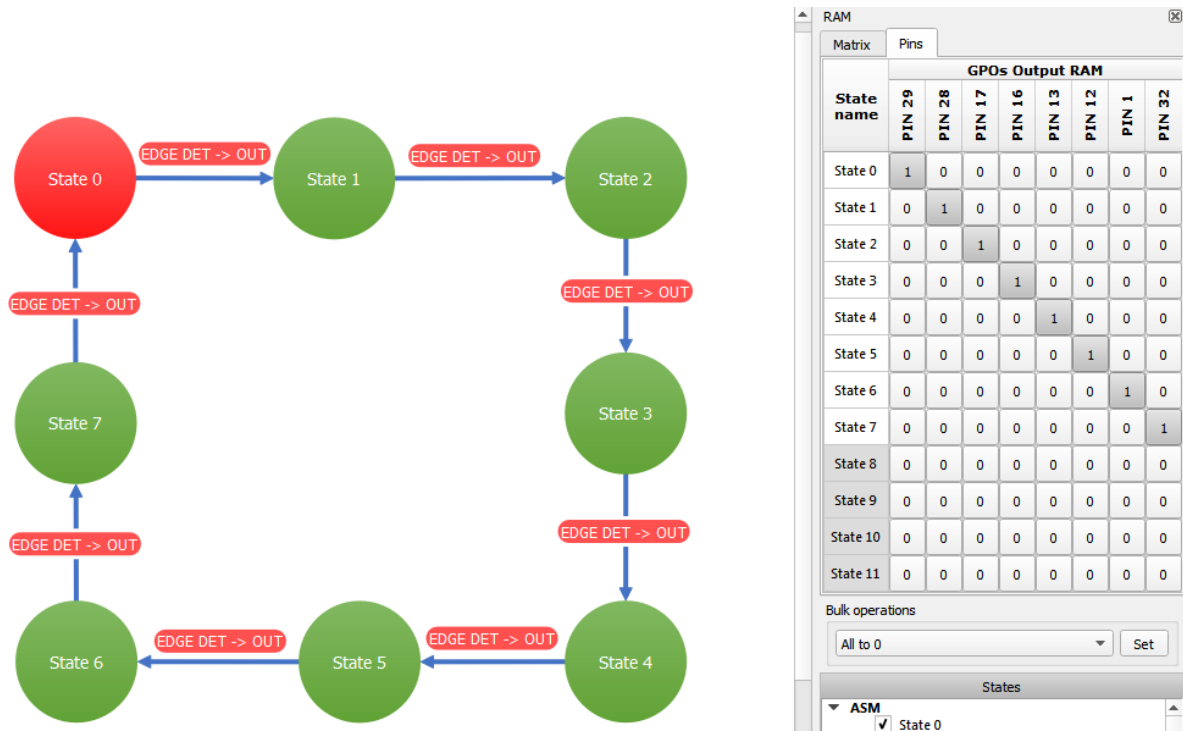 State 0
EDGE DET -> OUT
State 1
EDGE DET -> OUT
State 2
EDGE DET -> OUT
EDGE DET -> OUT
State 7
State 3
EDGE DET -> OUT
EDGE DET -> OUT
State 6
EDGE DET -> OUT
State 5
EDGE DET -> OUT
State 4
RAM
Matrix Pins
GPOs Output RAM
State name PIN 29 PIN 28 PIN 17 PIN 16 PIN 13 PIN 12 PIN 1 PIN 32
State 0 1 0 0 0 0 0 0 0
State 1 0 1 0 0 0 0 0 0
State 2 0 0 1 0 0 0 0 0
State 3 0 0 0 1 0 0 0 0
State 4 0 0 0 0 1 0 0 0
State 5 0 0 0 0 0 1 0 0
State 6 0 0 0 0 0 0 1 0
State 7 0 0 0 0 0 0 0 1
State 8 0 0 0 0 0 0 0 0
State 9 0 0 0 0 0 0 0 0
State 10 0 0 0 0 0 0 0 0
State 11 0 0 0 0 0 0 0 0
Bulk operations
All to 0 Set
States
ASM
State 0